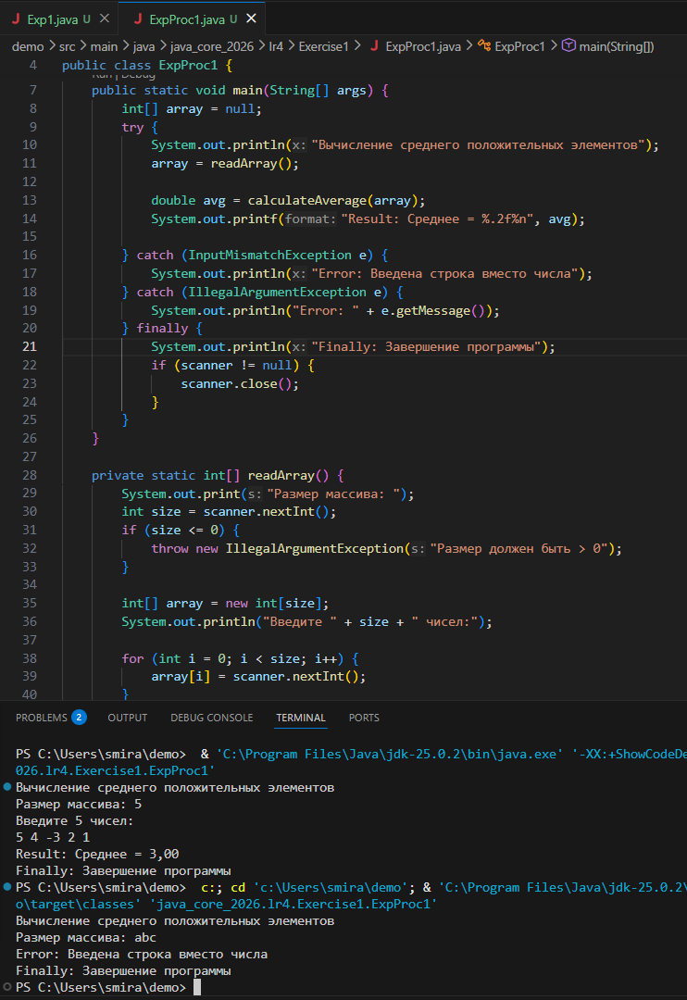 Exp1.java U
ExpProc1.java U
demo > src > main > java > java_core_2026 > lr4 > Exercise1 > ExpProc1.java > ExpProc1 > main(String[])
4 public class ExpProc1 {
Run | Debug
7 public static void main(String[] args) {
8 int[] array = null;
9 try {
10 System.out.println(x: "Вычисление среднего положительных элементов");
11 array = readArray();
12
13 double avg = calculateAverage(array);
14 System.out.printf(format: "Result: Среднее = %.2f%n", avg);
15
16 } catch (InputMismatchException e) {
17 System.out.println(x: "Error: Введена строка вместо числа");
18 } catch (IllegalArgumentException e) {
19 System.out.println("Error: " + e.getMessage());
20 } finally {
21 System.out.println(x: "Finally: Завершение программы");
22 if (scanner != null) {
23 scanner.close();
24 }
25 }
26 }
27
28 private static int[] readArray() {
29 System.out.print(s: "Размер массива: ");
30 int size = scanner.nextInt();
31 if (size <= 0) {
32 throw new IllegalArgumentException(s: "Размер должен быть > 0");
33 }
34
35 int[] array = new int[size];
36 System.out.println("Введите " + size + " чисел:");
37
38 for (int i = 0; i < size; i++) {
39 array[i] = scanner.nextInt();
40 }
PROBLEMS 2 OUTPUT DEBUG CONSOLE TERMINAL PORTS
PS C:\Users\smira\demo> & 'C:\Program Files\Java\jdk-25.0.2\bin\java.exe' '-XX:+ShowCodeDe
026.lr4.Exercise1.ExpProc1'
Вычисление среднего положительных элементов
Размер массива: 5
Введите 5 чисел:
5 4 -3 2 1
Result: Среднее = 3,00
Finally: Завершение программы
PS C:\Users\smira\demo> c:; cd 'c:\Users\smira\demo'; & 'C:\Program Files\Java\jdk-25.0.2\
o\target\classes' 'java_core_2026.lr4.Exercise1.ExpProc1'
Вычисление среднего положительных элементов
Размер массива: abc
Error: Введена строка вместо числа
Finally: Завершение программы
PS C:\Users\smira\demo>